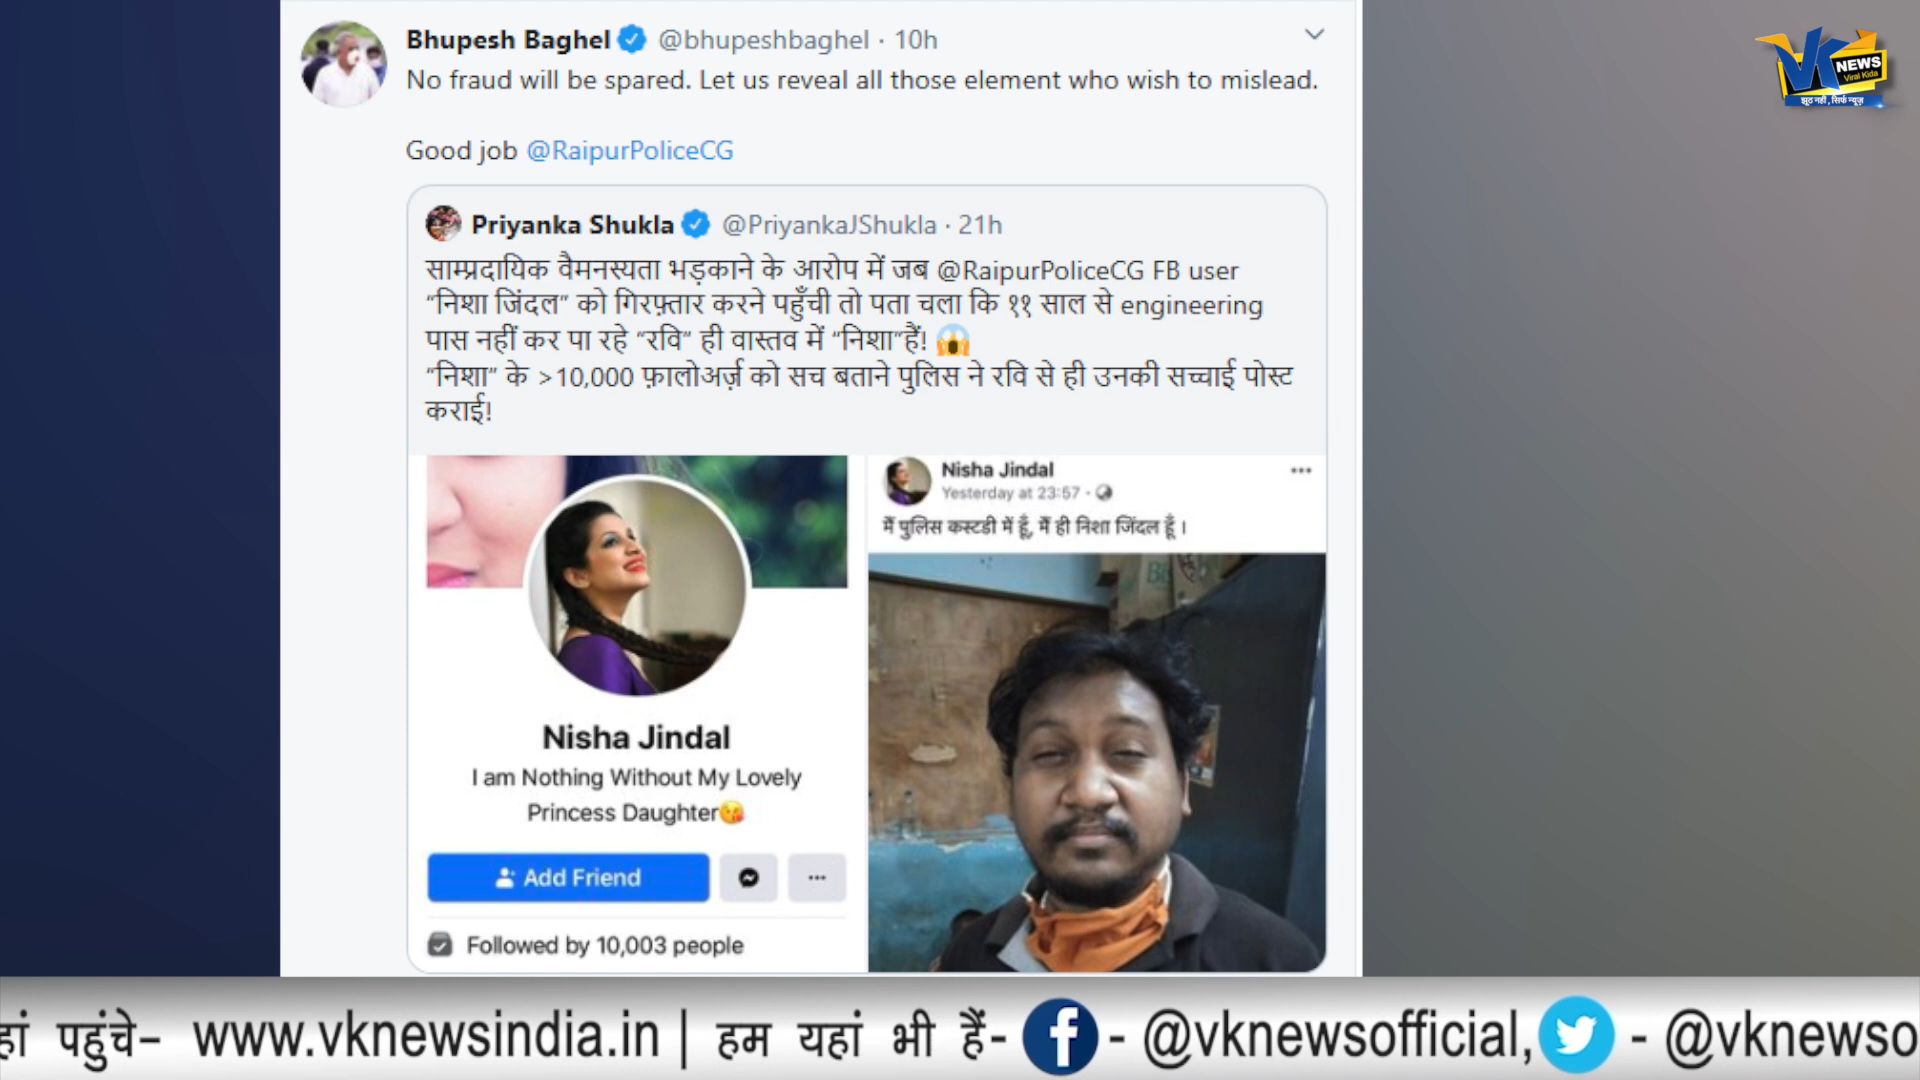 Bhupesh Baghel @bhupeshbaghel · 10h
No fraud will be spared. Let us reveal all those element who wish to mislead.
Good job @RaipurPoliceCG
Priyanka Shukla @PriyankaJShukla · 21h
साम्प्रदायिक वैमनस्यता भड़काने के आरोप में जब @RaipurPoliceCG FB user
“निशा जिंदल” को गिरफ़्तार करने पहुँची तो पता चला कि ११ साल से engineering
पास नहीं कर पा रहे “रवि” ही वास्तव में “निशा”हैं! 😱
“निशा” के >10,000 फ़ालोअर्ज़ को सच बताने पुलिस ने रवि से ही उनकी सच्चाई पोस्ट
कराई!
Nisha Jindal
I am Nothing Without My Lovely
Princess Daughter😘
Add Friend
Followed by 10,003 people
Nisha Jindal
Yesterday at 23:57 ·
मैं पुलिस कस्टडी में हूँ, मैं ही निशा जिंदल हूँ ।
VK NEWS
Viral Kida
झूठ नहीं, सिर्फ न्यूज़
हां पहुंचे- www.vknewsindia.in | हम यहां भी हैं- f - @vknewsofficial, - @vknewso